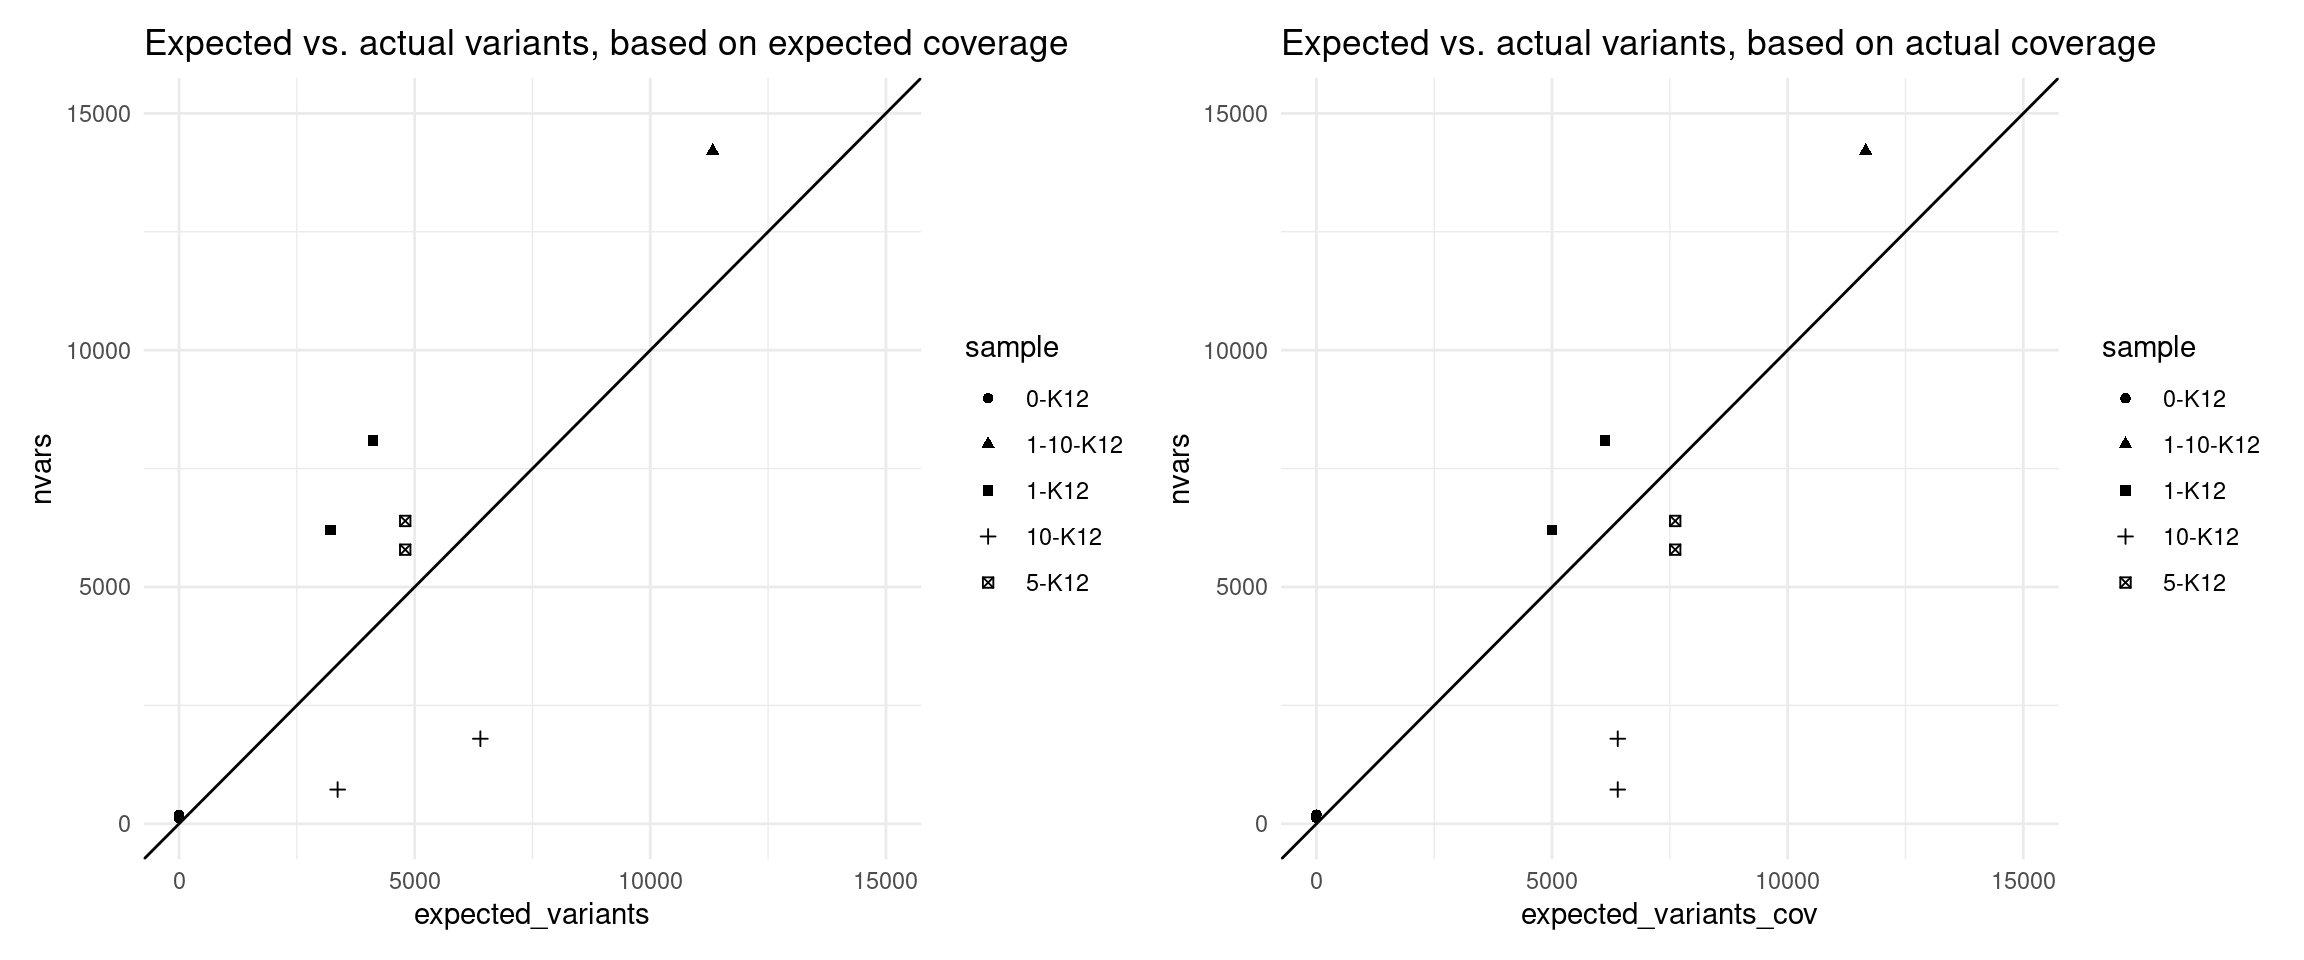 Expected vs. actual variants, based on expected coverage
15000
10000
5000
0
nvars
0
5000
10000
15000
expected_variants
sample
0-K12
1-10-K12
1-K12
10-K12
5-K12
Expected vs. actual variants, based on actual coverage
15000
10000
5000
0
nvars
0
5000
10000
15000
expected_variants_cov
sample
0-K12
1-10-K12
1-K12
10-K12
5-K12